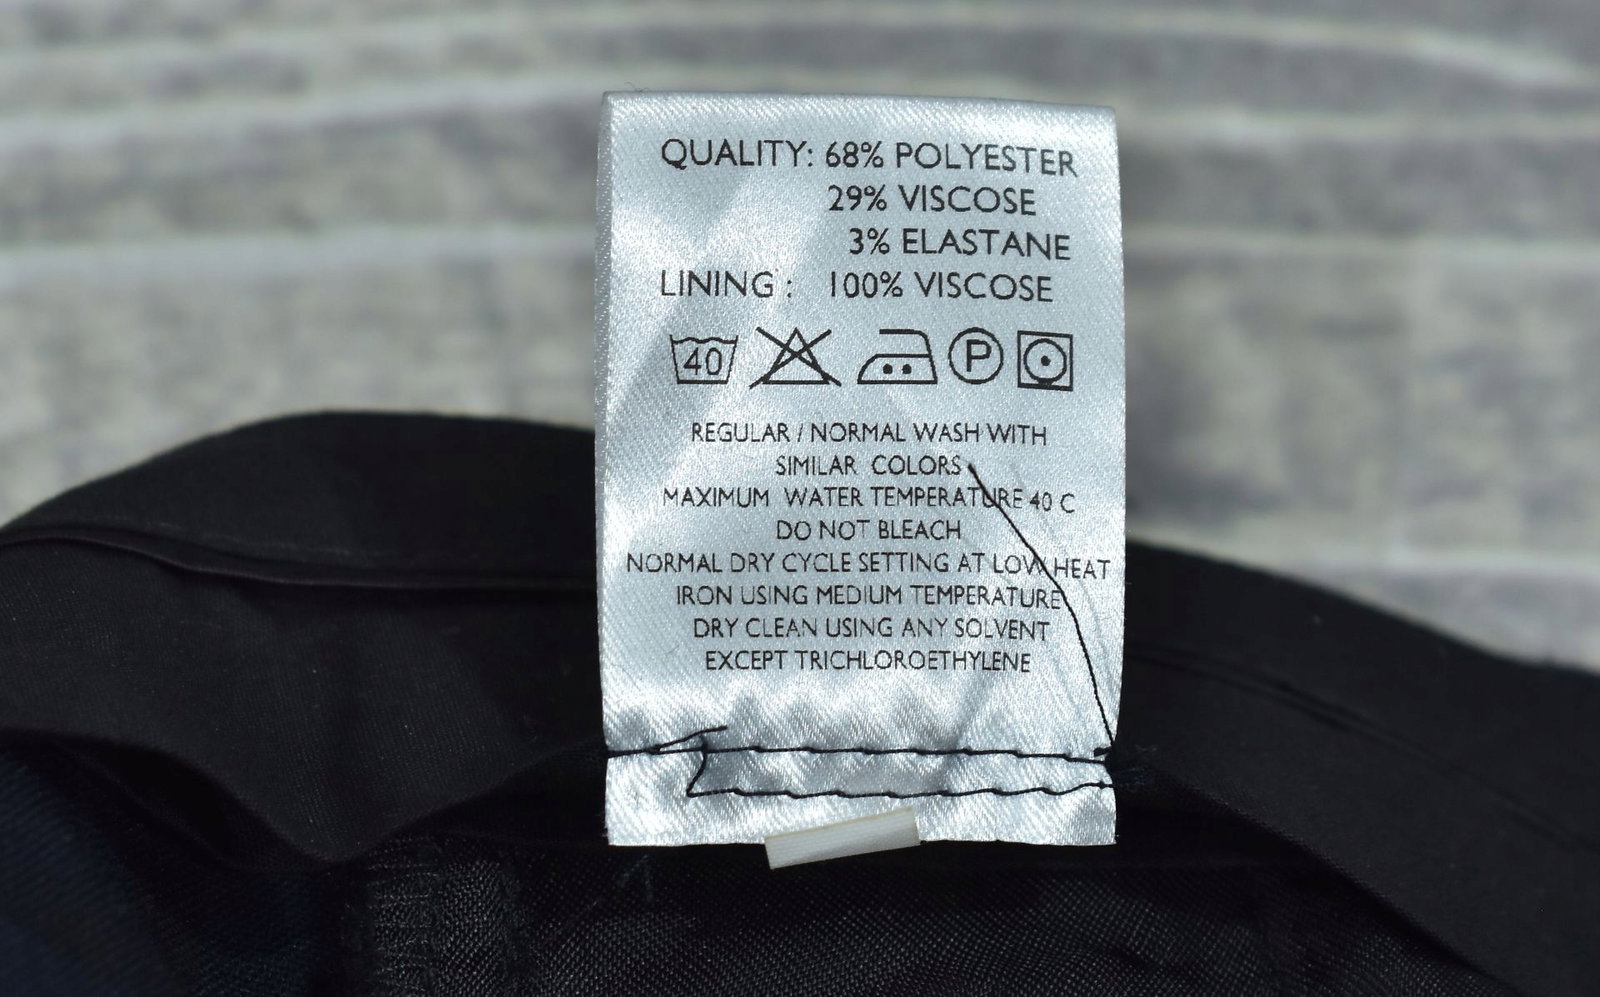 QUALITY: 68% POLYESTER
29% VISCOSE
3% ELASTANE
LINING : 100% VISCOSE
40 P
REGULAR / NORMAL WASH WITH
SIMILAR COLORS
MAXIMUM WATER TEMPERATURE 40 C
DO NOT BLEACH
NORMAL DRY CYCLE SETTING AT LOW HEAT
IRON USING MEDIUM TEMPERATURE
DRY CLEAN USING ANY SOLVENT
EXCEPT TRICHLOROETHYLENE